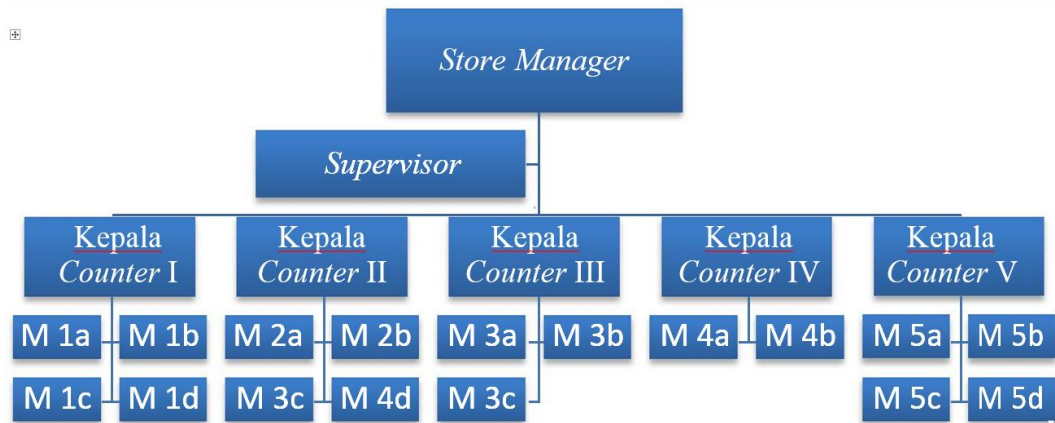 Store Manager
Supervisor
Kepala
Counter I
Kepala
Counter II
Kepala
Counter III
Kepala
Counter IV
Kepala
Counter V
M 1a
M 1b
M 2a
M 2b
M 3a
M 3b
M 4a
M 4b
M 5a
M 5b
M 1c
M 1d
M 3c
M 4d
M 3c
M 5c
M 5d